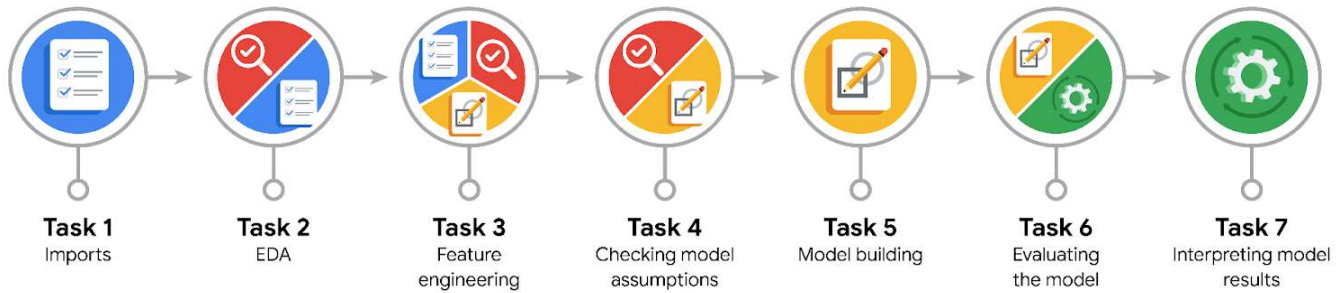 Task 1
Imports
Task 2
EDA
Task 3
Feature
engineering
Task 4
Checking model
assumptions
Task 5
Model building
Task 6
Evaluating
the model
Task 7
Interpreting model
results